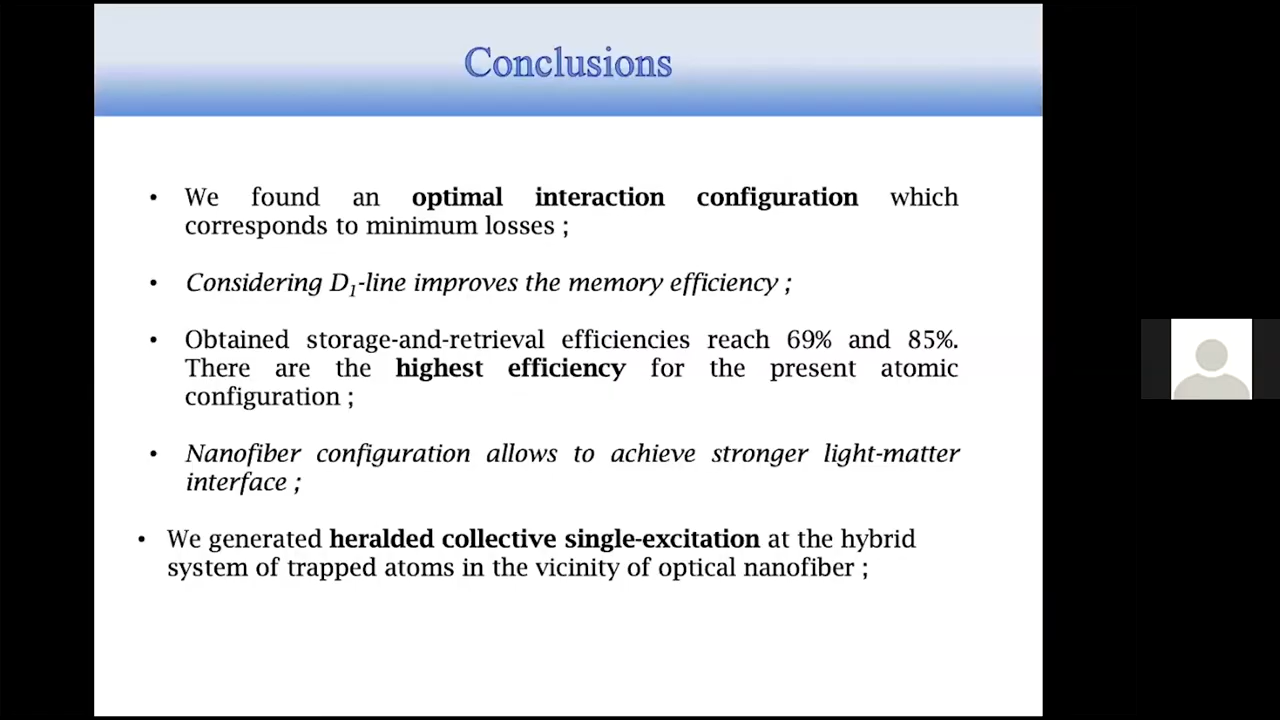 Conclusions
• We found an optimal interaction configuration which
corresponds to minimum losses ;
• Considering D1-line improves the memory efficiency ;
• Obtained storage-and-retrieval efficiencies reach 69% and 85%.
There are the highest efficiency for the present atomic
configuration ;
• Nanofiber configuration allows to achieve stronger light-matter
interface ;
• We generated heralded collective single-excitation at the hybrid
system of trapped atoms in the vicinity of optical nanofiber ;